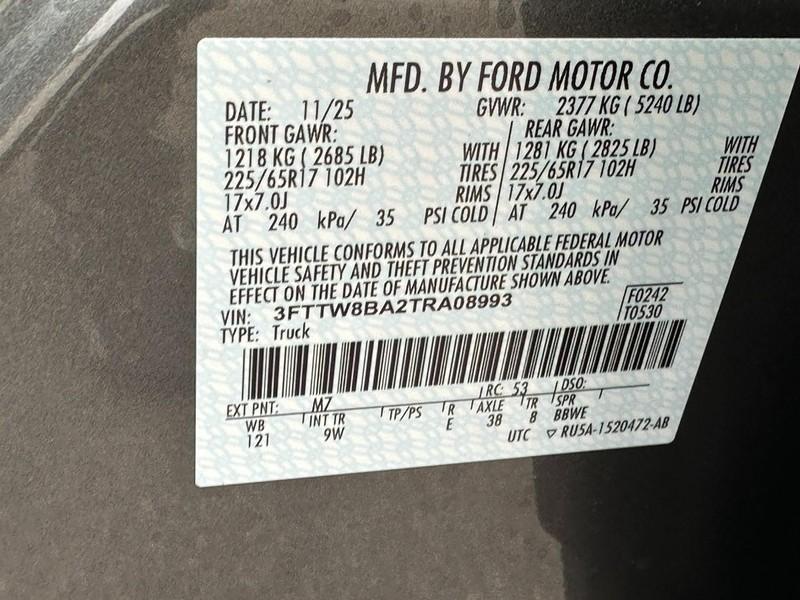 MFD. BY FORD MOTOR CO.
DATE: 11/25 GVWR: 2377 KG ( 5240 LB)
FRONT GAWR: REAR GAWR:
1218 KG ( 2685 LB) WITH 1281 KG ( 2825 LB) WITH
225/65R17 102H TIRES 225/65R17 102H TIRES
17x7.0J RIMS 17x7.0J RIMS
AT 240 kPa/ 35 PSI COLD AT 240 kPa/ 35 PSI COLD
THIS VEHICLE CONFORMS TO ALL APPLICABLE FEDERAL MOTOR
VEHICLE SAFETY AND THEFT PREVENTION STANDARDS IN
EFFECT ON THE DATE OF MANUFACTURE SHOWN ABOVE.
VIN: 3FTTW8BA2TRA08993 F0242
TYPE: Truck T0530
EXT PNT: M7 RC: 53 DSO:
WB INT TR TP/PS R AXLE TR SPR
121 9W E 38 8 BBWE
UTC ▽ RU5A-1520472-AB